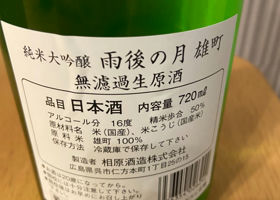 純米大吟醸 雨後の月 雄町
無濾過生原酒
品目 日本酒 内容量 720㎖
アルコール分 16度 精米歩合 50%
原材料名 米(国産)、米こうじ(国産米)
原料米 雄町 100%
保存方法 冷蔵庫で保存して下さい
製造者 相原酒造株式会社
広島県呉市仁方本町1丁目25の15